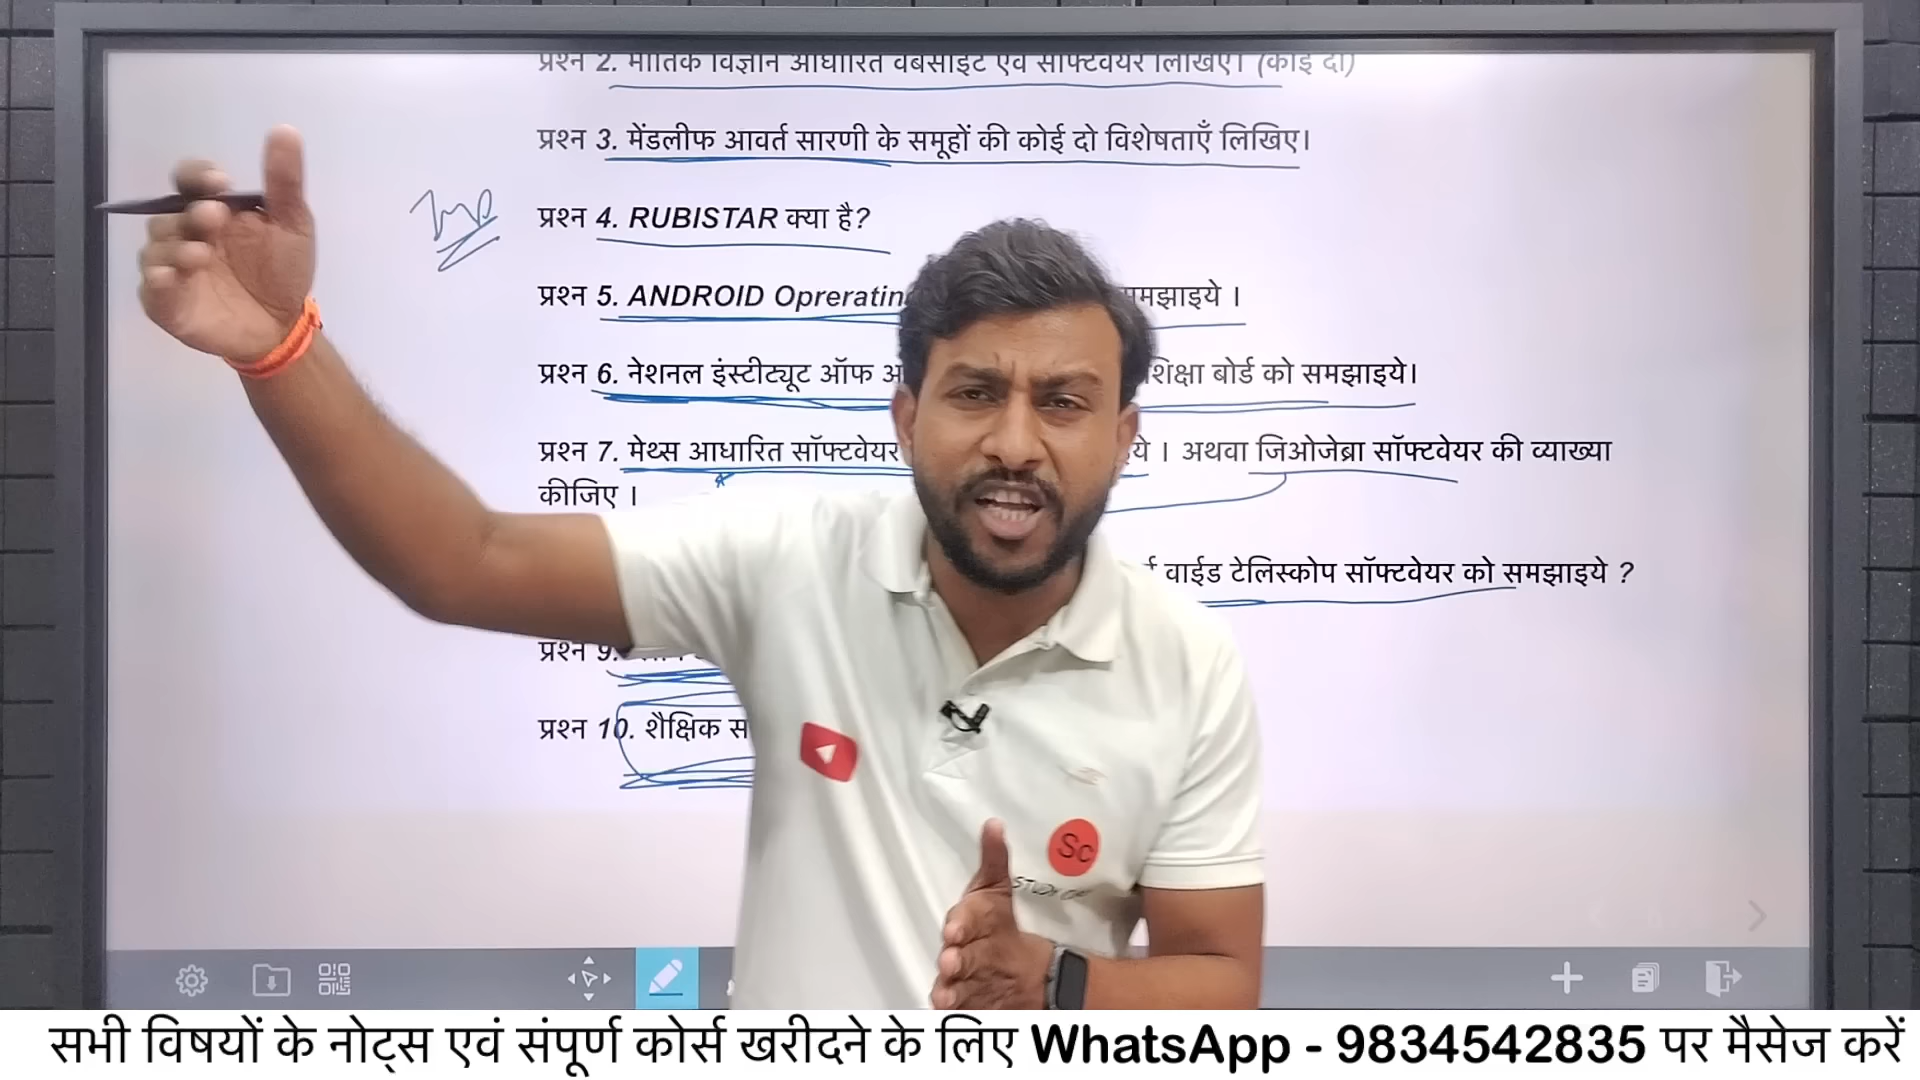 प्रश्न 2. भौतिक विज्ञान आधारित वेबसाइट एवं सॉफ्टवेयर लिखिए। (कोई दो)
प्रश्न 3. मेंडलीफ आवर्त सारणी के समूहों की कोई दो विशेषताएँ लिखिए।
Imp
प्रश्न 4. RUBISTAR क्या है?
प्रश्न 5. ANDROID Opreratin समझाइये ।
प्रश्न 6. नेशनल इंस्टीट्यूट ऑफ शिक्षा बोर्ड को समझाइये।
प्रश्न 7. मेथ्स आधारित सॉफ्टवेयर ये । अथवा जिओजेब्रा सॉफ्टवेयर की व्याख्या
कीजिए ।
वाईड टेलिस्कोप सॉफ्टवेयर को समझाइये ?
प्रश्न 9.
प्रश्न 10. शैक्षिक स
Sc
STUDY
सभी विषयों के नोट्स एवं संपूर्ण कोर्स खरीदने के लिए WhatsApp - 9834542835 पर मैसेज करें